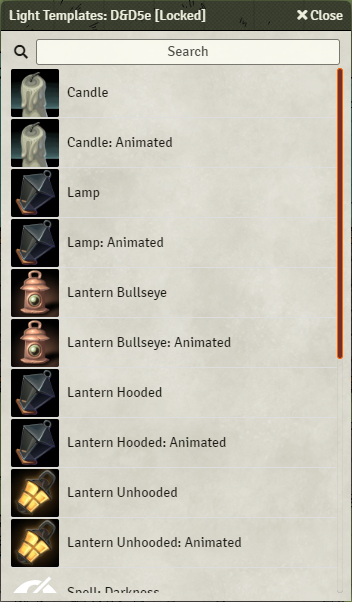 Light Templates: D&D5e [Locked]
Close
Search
Candle
Candle: Animated
Lamp
Lamp: Animated
Lantern Bullseye
Lantern Bullseye: Animated
Lantern Hooded
Lantern Hooded: Animated
Lantern Unhooded
Lantern Unhooded: Animated
Spell: Darkness